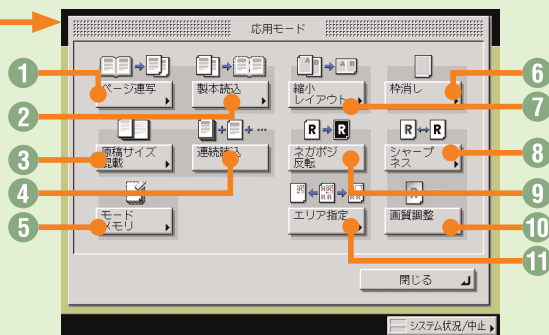 応用モード
ページ連写
製本読込
縮小
レイアウト
枠消し
1
2
6
7
原稿サイズ
混載
連続読込
ネガポジ
反転
シャープ
ネス
3
4
8
9
モード
メモリ
エリア指定
画質調整
5
10
11
閉じる
システム状況/中止